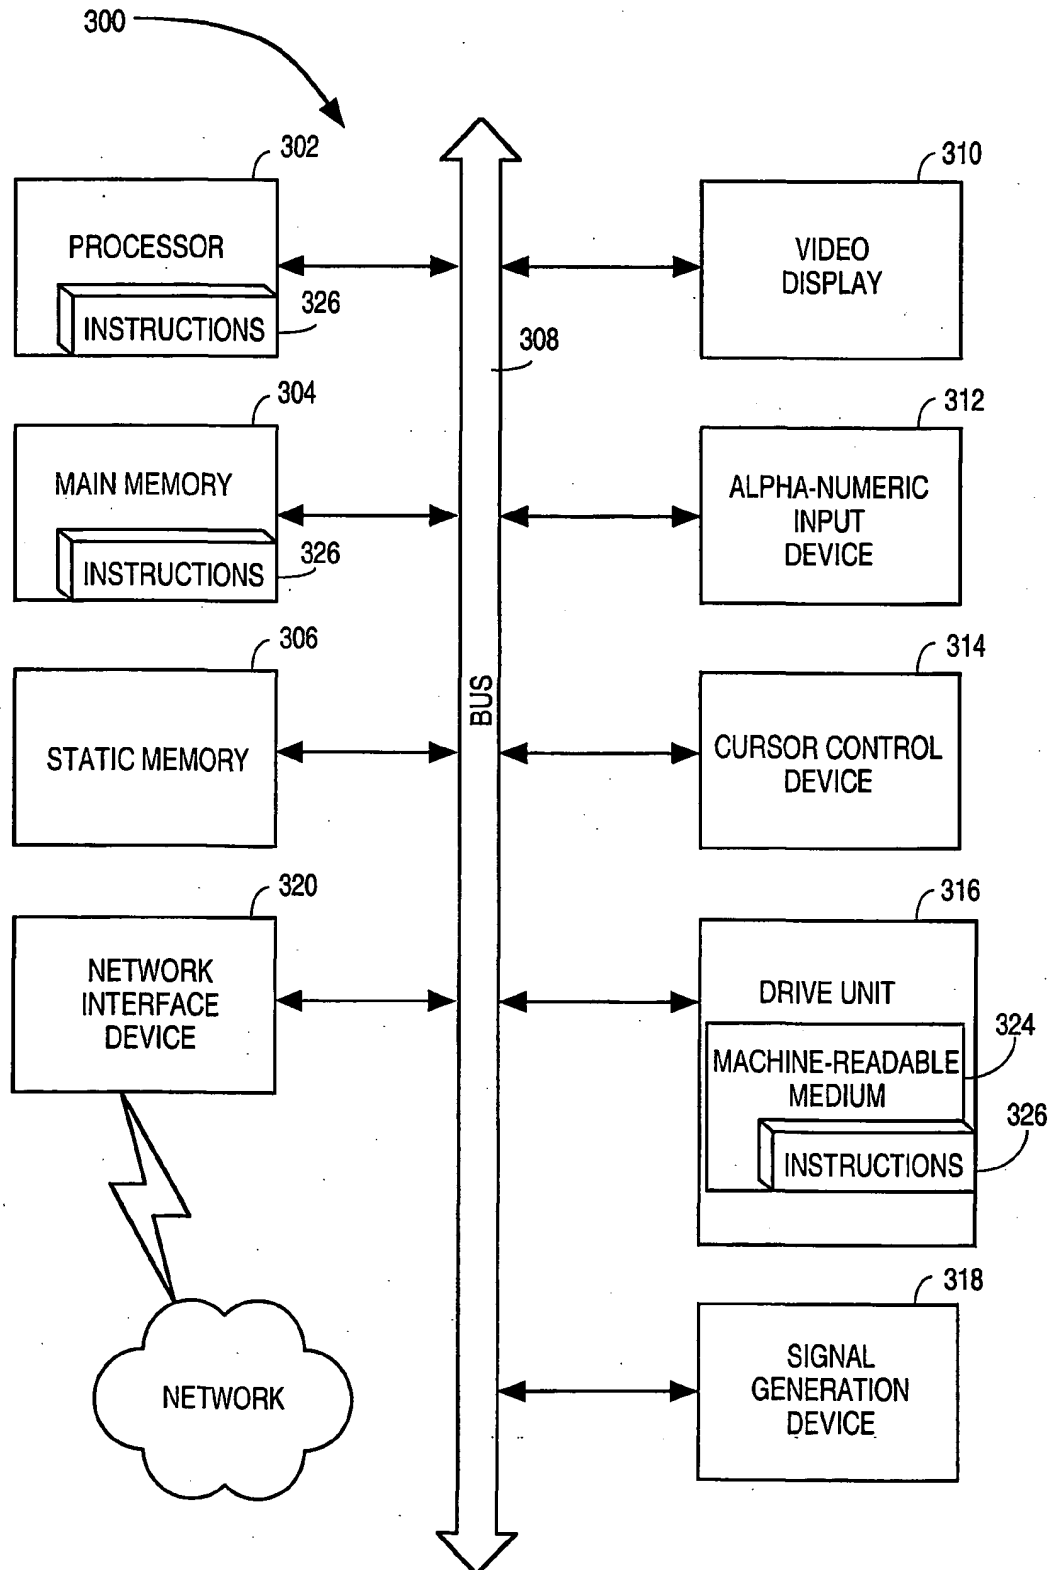 300
302
PROCESSOR
326
INSTRUCTIONS
304
MAIN MEMORY
326
INSTRUCTIONS
306
STATIC MEMORY
320
NETWORK
INTERFACE
DEVICE
NETWORK
308
BUS
310
VIDEO
DISPLAY
312
ALPHA-NUMERIC
INPUT
DEVICE
314
CURSOR CONTROL
DEVICE
316
DRIVE UNIT
324
MACHINE-READABLE
MEDIUM
326
INSTRUCTIONS
318
SIGNAL
GENERATION
DEVICE